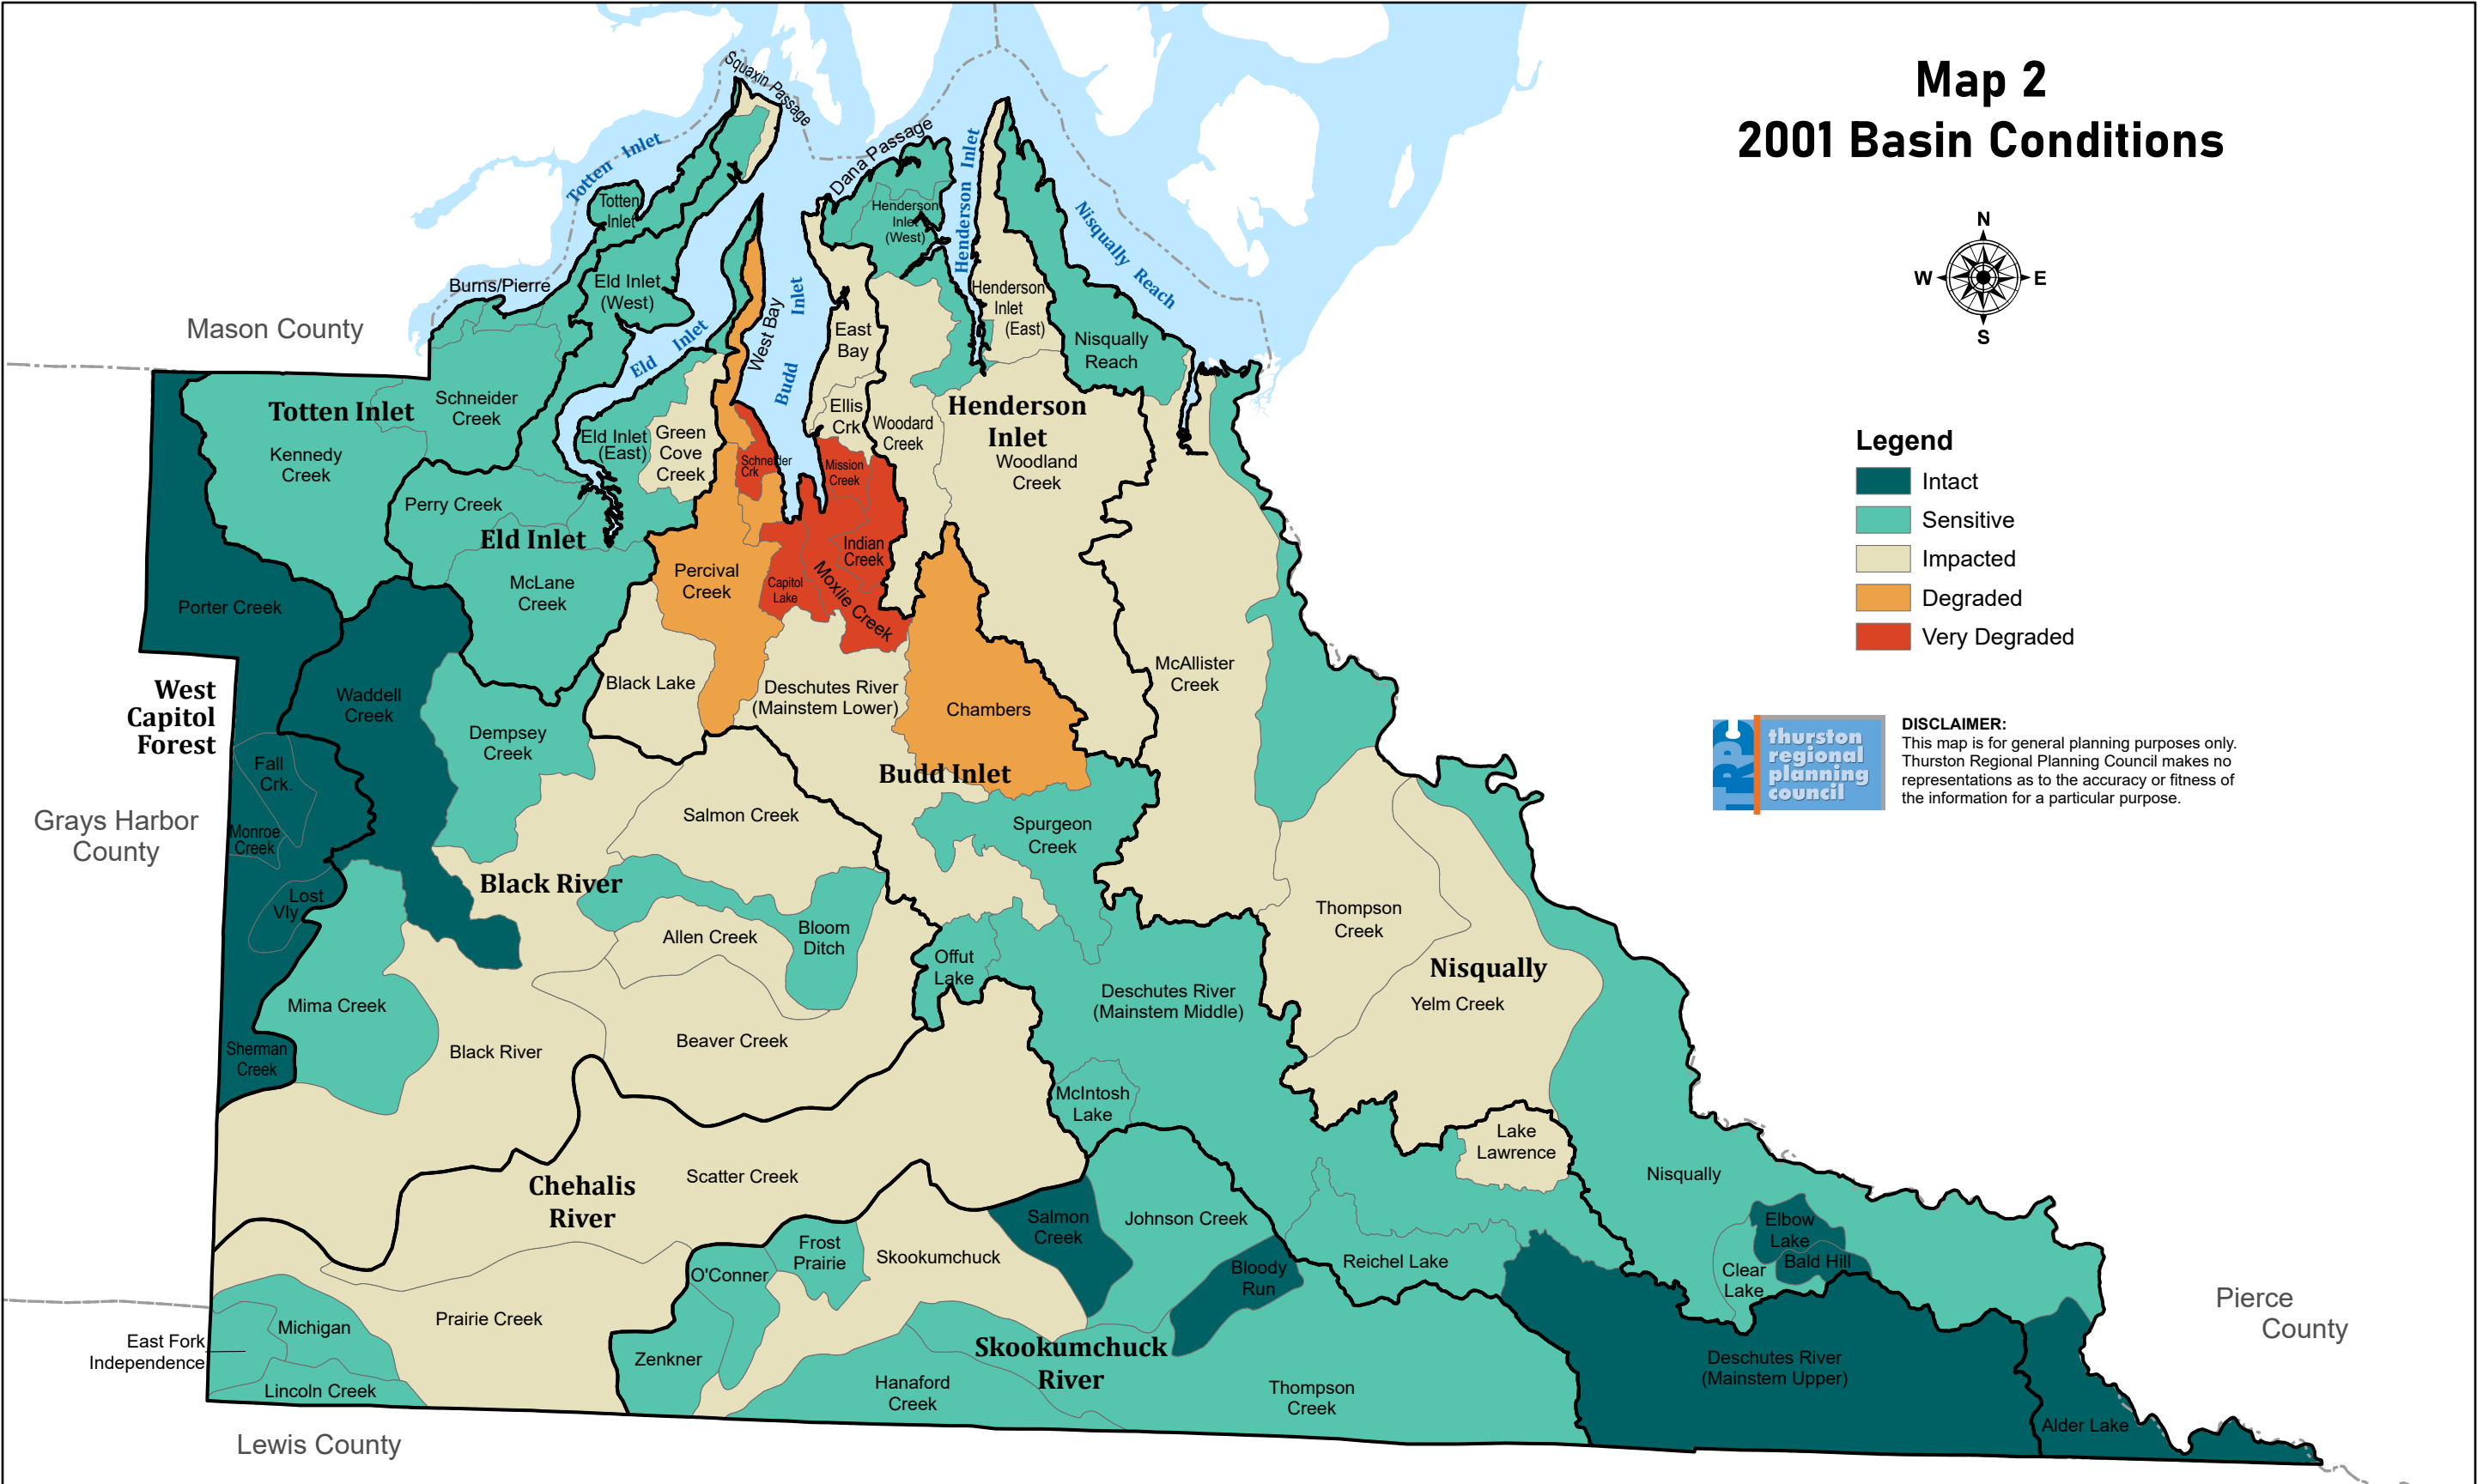 Map 2
2001 Basin Conditions
N
W
E
S
Legend
Intact
Sensitive
Impacted
Degraded
Very Degraded
TRPC
thurston
regional
planning
council
DISCLAIMER:
This map is for general planning purposes only.
Thurston Regional Planning Council makes no
representations as to the accuracy or fitness of
the information for a particular purpose.
Squaxin Passage
Totten Inlet
Dana Passage
Henderson Inlet
Nisqually Reach
Totten
Inlet
Henderson
Inlet
(West)
Burns/Pierre
Eld Inlet
(West)
Eld Inlet
West Bay
Budd Inlet
East
Bay
Henderson
Inlet
(East)
Nisqually
Reach
Mason County
Totten Inlet
Schneider
Creek
Kennedy
Creek
Eld Inlet
(East)
Green
Cove
Creek
Schneider
Crk
Ellis
Crk
Woodard
Creek
Mission
Creek
Henderson
Inlet
Woodland
Creek
Perry Creek
Eld Inlet
McLane
Creek
Percival
Creek
Capitol
Lake
Indian
Creek
Moxlie Creek
Porter Creek
McAllister
Creek
West
Capitol
Forest
Waddell
Creek
Black Lake
Deschutes River
(Mainstem Lower)
Chambers
Dempsey
Creek
Fall
Crk.
Budd Inlet
Grays Harbor
County
Monroe
Creek
Salmon Creek
Spurgeon
Creek
Black River
Lost
Vly
Allen Creek
Bloom
Ditch
Thompson
Creek
Offut
Lake
Nisqually
Yelm Creek
Mima Creek
Deschutes River
(Mainstem Middle)
Sherman
Creek
Black River
Beaver Creek
McIntosh
Lake
Lake
Lawrence
Scatter Creek
Chehalis
River
Nisqually
Salmon
Creek
Johnson Creek
Elbow
Lake
Bald Hill
Clear
Lake
Frost
Prairie
Skookumchuck
O'Conner
Bloody
Run
Reichel Lake
Pierce
County
Michigan
Prairie Creek
East Fork
Independence
Zenkner
Skookumchuck
River
Deschutes River
(Mainstem Upper)
Lincoln Creek
Hanaford
Creek
Thompson
Creek
Alder Lake
Lewis County